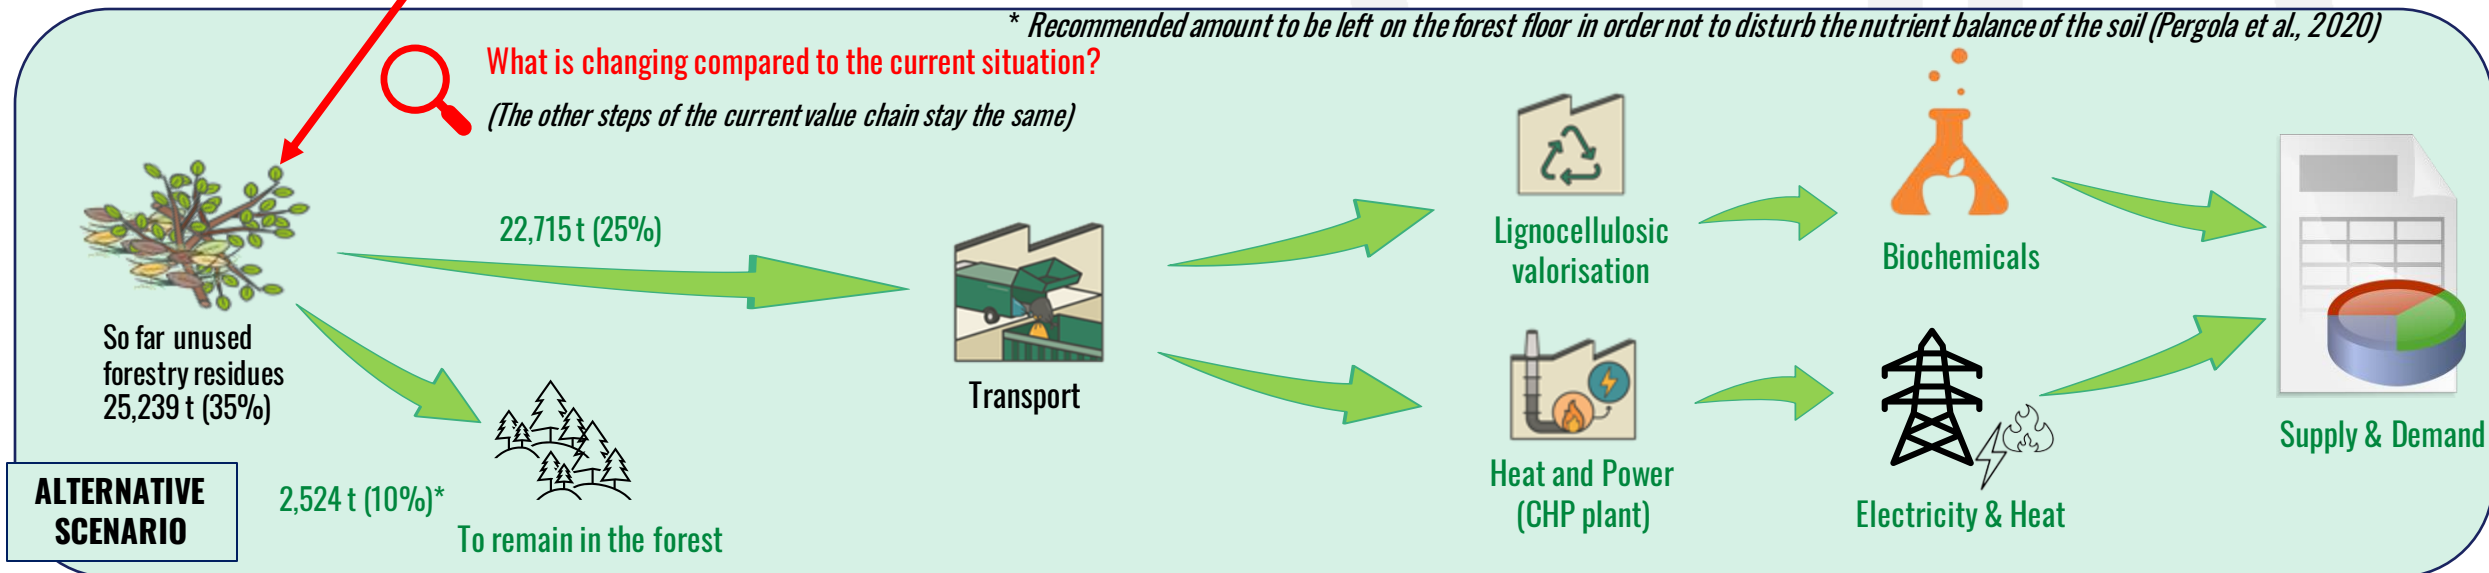 * Recommended amount to be left on the forest floor in order not to disturb the nutrient balance of the soil (Pergola et al., 2020)
What is changing compared to the current situation?
(The other steps of the current value chain stay the same)
22,715 t (25%)
So far unused
forestry residues
25,239 t (35%)
Transport
Lignocellulosic
valorisation
Biochemicals
Heat and Power
(CHP plant)
Electricity & Heat
Supply & Demand
ALTERNATIVE
SCENARIO
2,524 t (10%)*
To remain in the forest